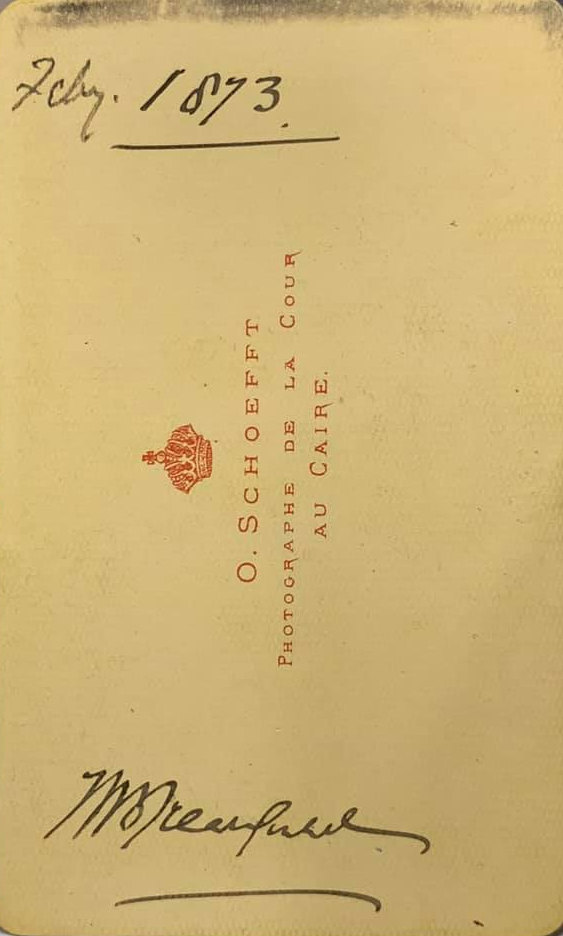 Feby. 1873.
O. SCHOEFFT
PHOTOGRAPHE DE LA COUR
AU CAIRE.